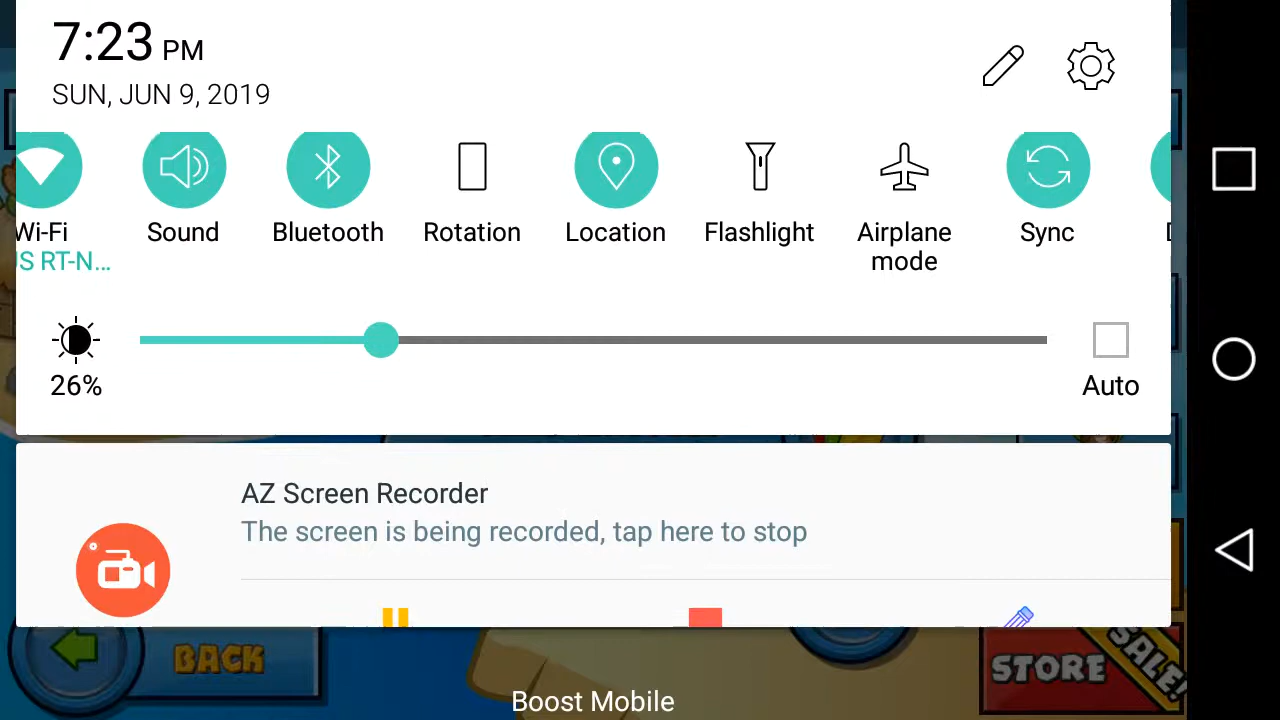 7:23 PM
SUN, JUN 9, 2019
Wi-Fi
Sound
Bluetooth
Rotation
Location
Flashlight
Airplane
mode
Sync
RT-N...
26%
Auto
AZ Screen Recorder
The screen is being recorded, tap here to stop
BACK
STORE
SALE!
Boost Mobile